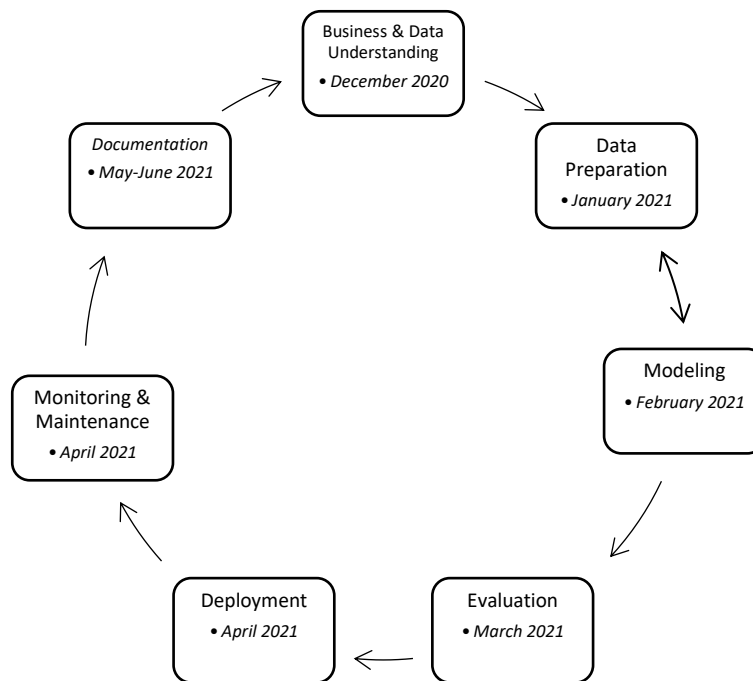 Business & Data
Understanding
• December 2020
Data
Preparation
• January 2021
Modeling
• February 2021
Evaluation
• March 2021
Deployment
• April 2021
Monitoring &
Maintenance
• April 2021
Documentation
• May-June 2021